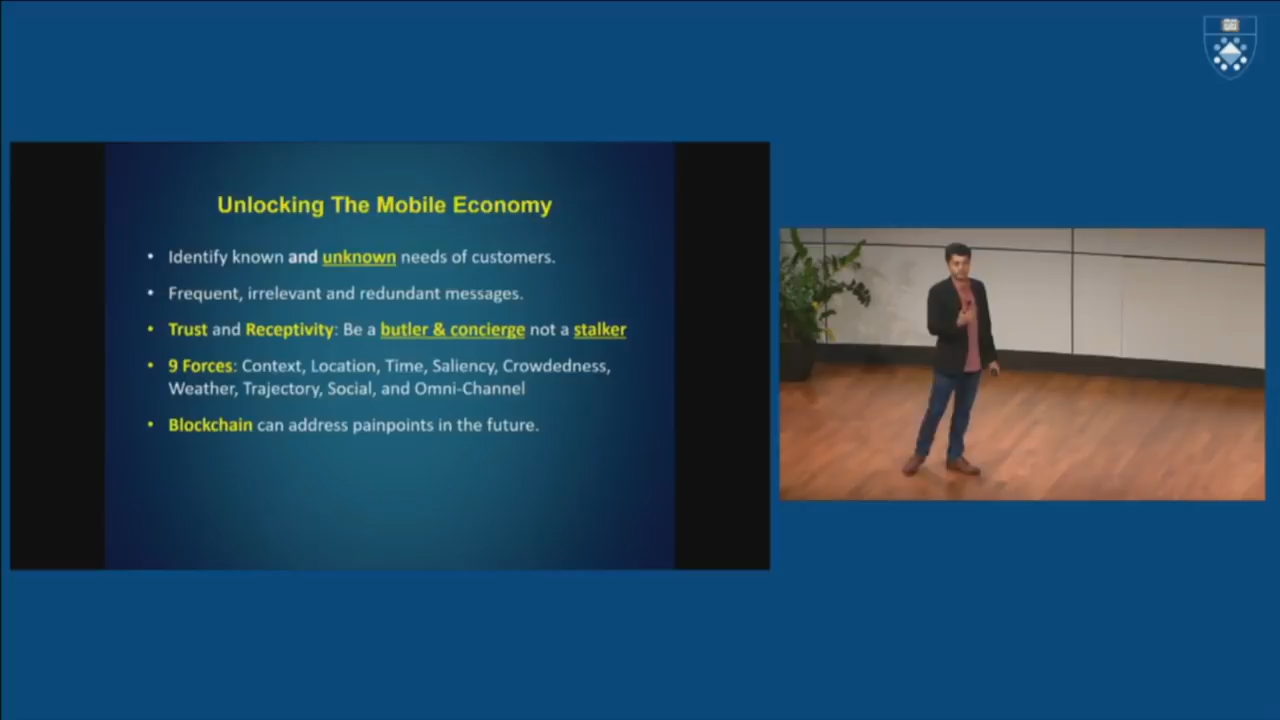 Unlocking The Mobile Economy
• Identify known and unknown needs of customers.
• Frequent, irrelevant and redundant messages.
• Trust and Receptivity: Be a butler & concierge not a stalker
• 9 Forces: Context, Location, Time, Saliency, Crowdedness,
Weather, Trajectory, Social, and Omni-Channel
• Blockchain can address painpoints in the future.